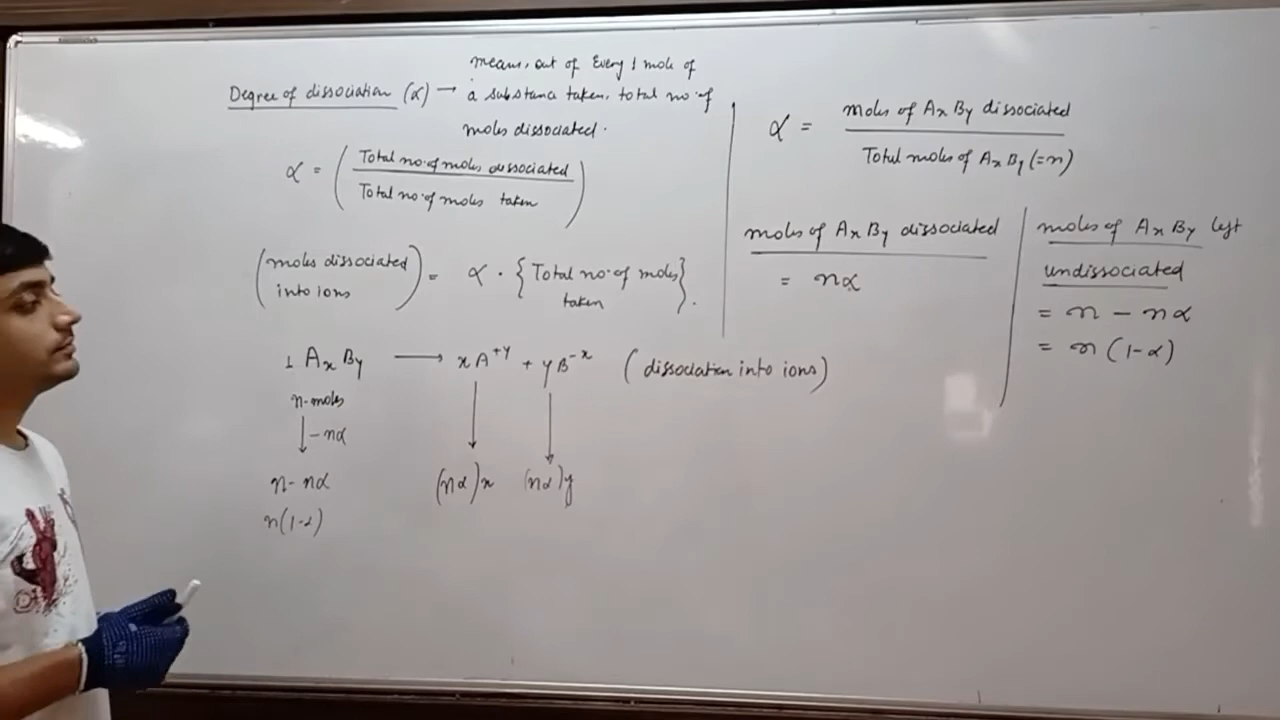 means, out of Every 1 mole of
Degree of dissociation (α) → a substance taken, total no. of
moles dissociated.
α = (Total no. of moles dissociated / Total no. of moles taken)
(moles dissociated into ions) = α · {Total no. of moles taken}.
1 AxBy → xA^+y + yB^-x (dissociation into ions)
n-moles
↓ -nα
n - nα (nα)x (nα)y
n(1-α)
α = moles of AxBy dissociated / Total moles of AxBy (=n)
moles of AxBy dissociated
= nα
moles of AxBy left
undissociated
= n - nα
= n(1-α)